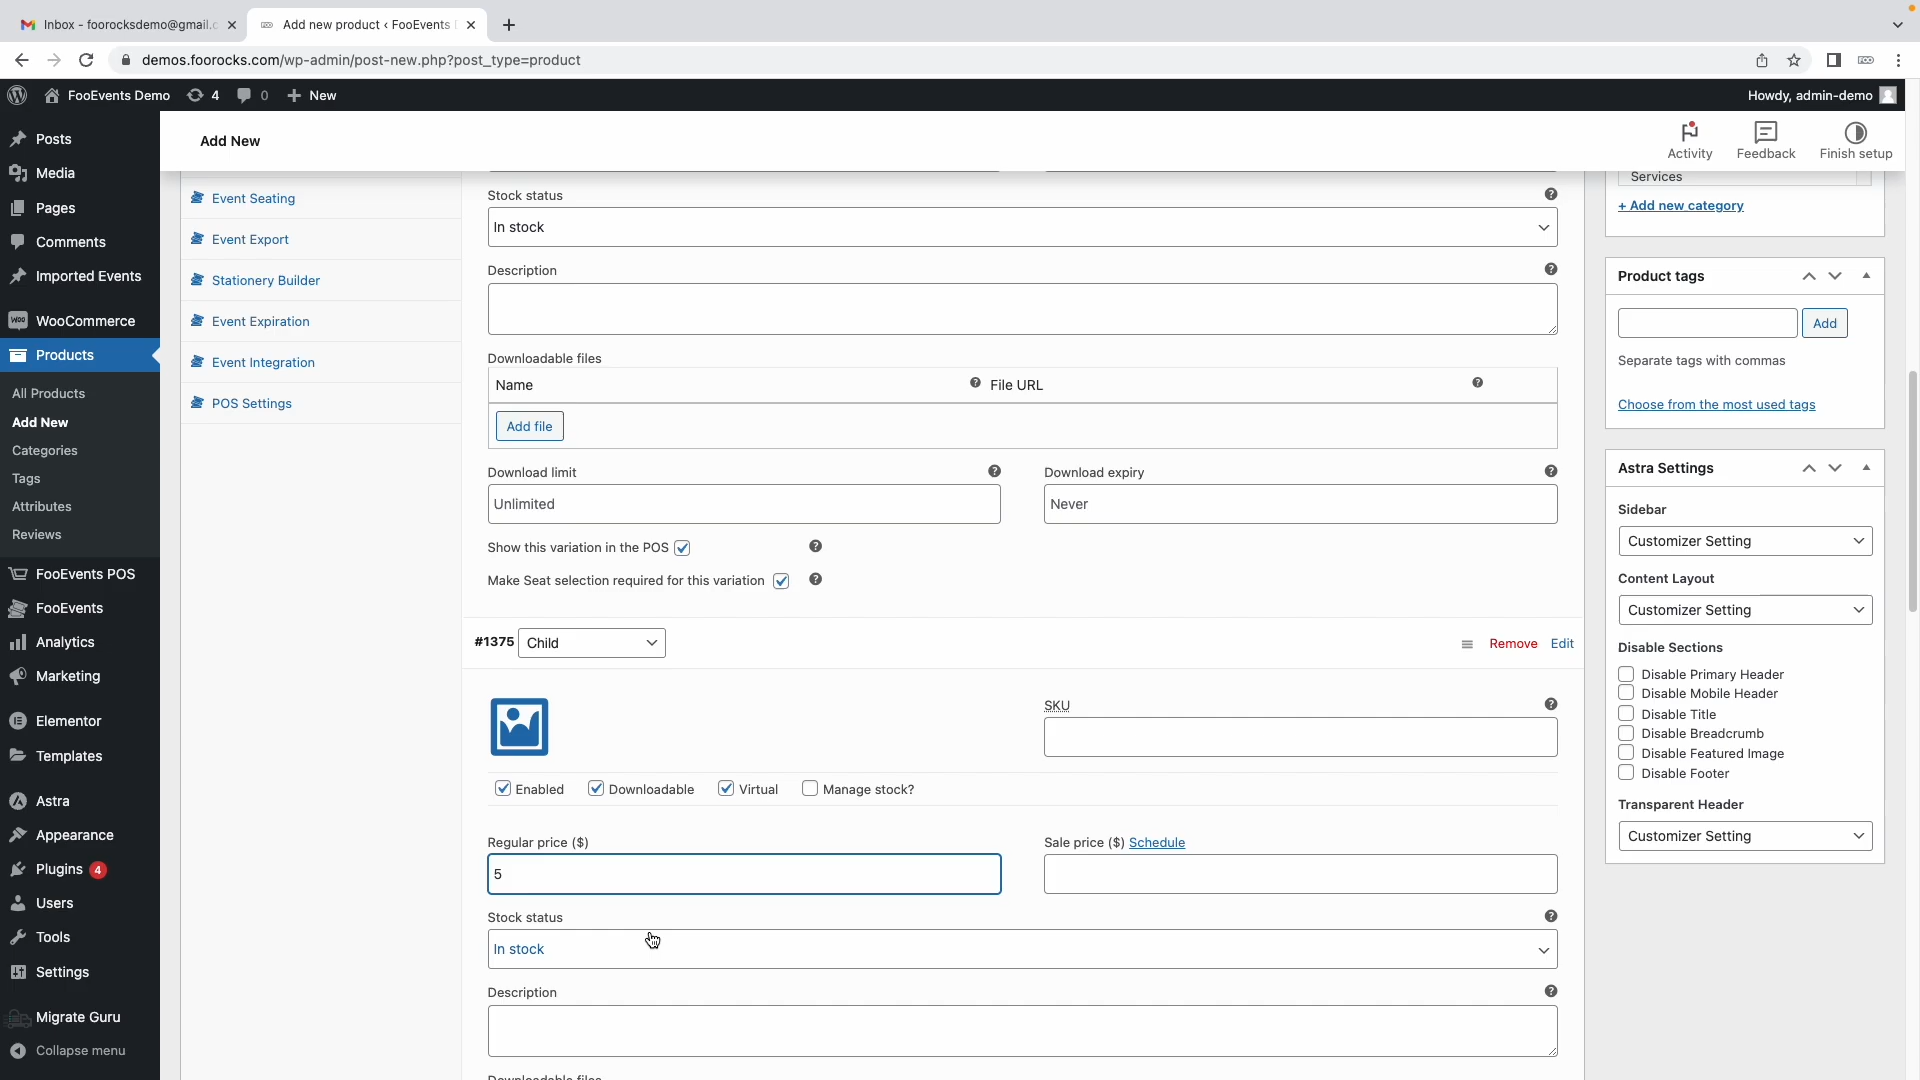 Inbox - foorocksdemo@gmail.c
Add new product ‹ FooEvents
demos.foorocks.com/wp-admin/post-new.php?post_type=product
FooEvents Demo 4 0 New
Howdy, admin-demo
Posts
Media
Pages
Comments
Imported Events
WooCommerce
Products
All Products
Add New
Categories
Tags
Attributes
Reviews
FooEvents POS
FooEvents
Analytics
Marketing
Elementor
Templates
Astra
Appearance
Plugins 4
Users
Tools
Settings
Migrate Guru
Collapse menu
Add New
Activity
Feedback
Finish setup
Event Seating
Event Export
Stationery Builder
Event Expiration
Event Integration
POS Settings
Stock status
In stock
Description
Downloadable files
Name
File URL
Add file
Download limit
Unlimited
Download expiry
Never
Show this variation in the POS
Make Seat selection required for this variation
#1375 Child
Remove Edit
SKU
Enabled Downloadable Virtual Manage stock?
Regular price ($)
5
Sale price ($) Schedule
Stock status
In stock
Description
Services
+ Add new category
Product tags
Add
Separate tags with commas
Choose from the most used tags
Astra Settings
Sidebar
Customizer Setting
Content Layout
Customizer Setting
Disable Sections
Disable Primary Header
Disable Mobile Header
Disable Title
Disable Breadcrumb
Disable Featured Image
Disable Footer
Transparent Header
Customizer Setting